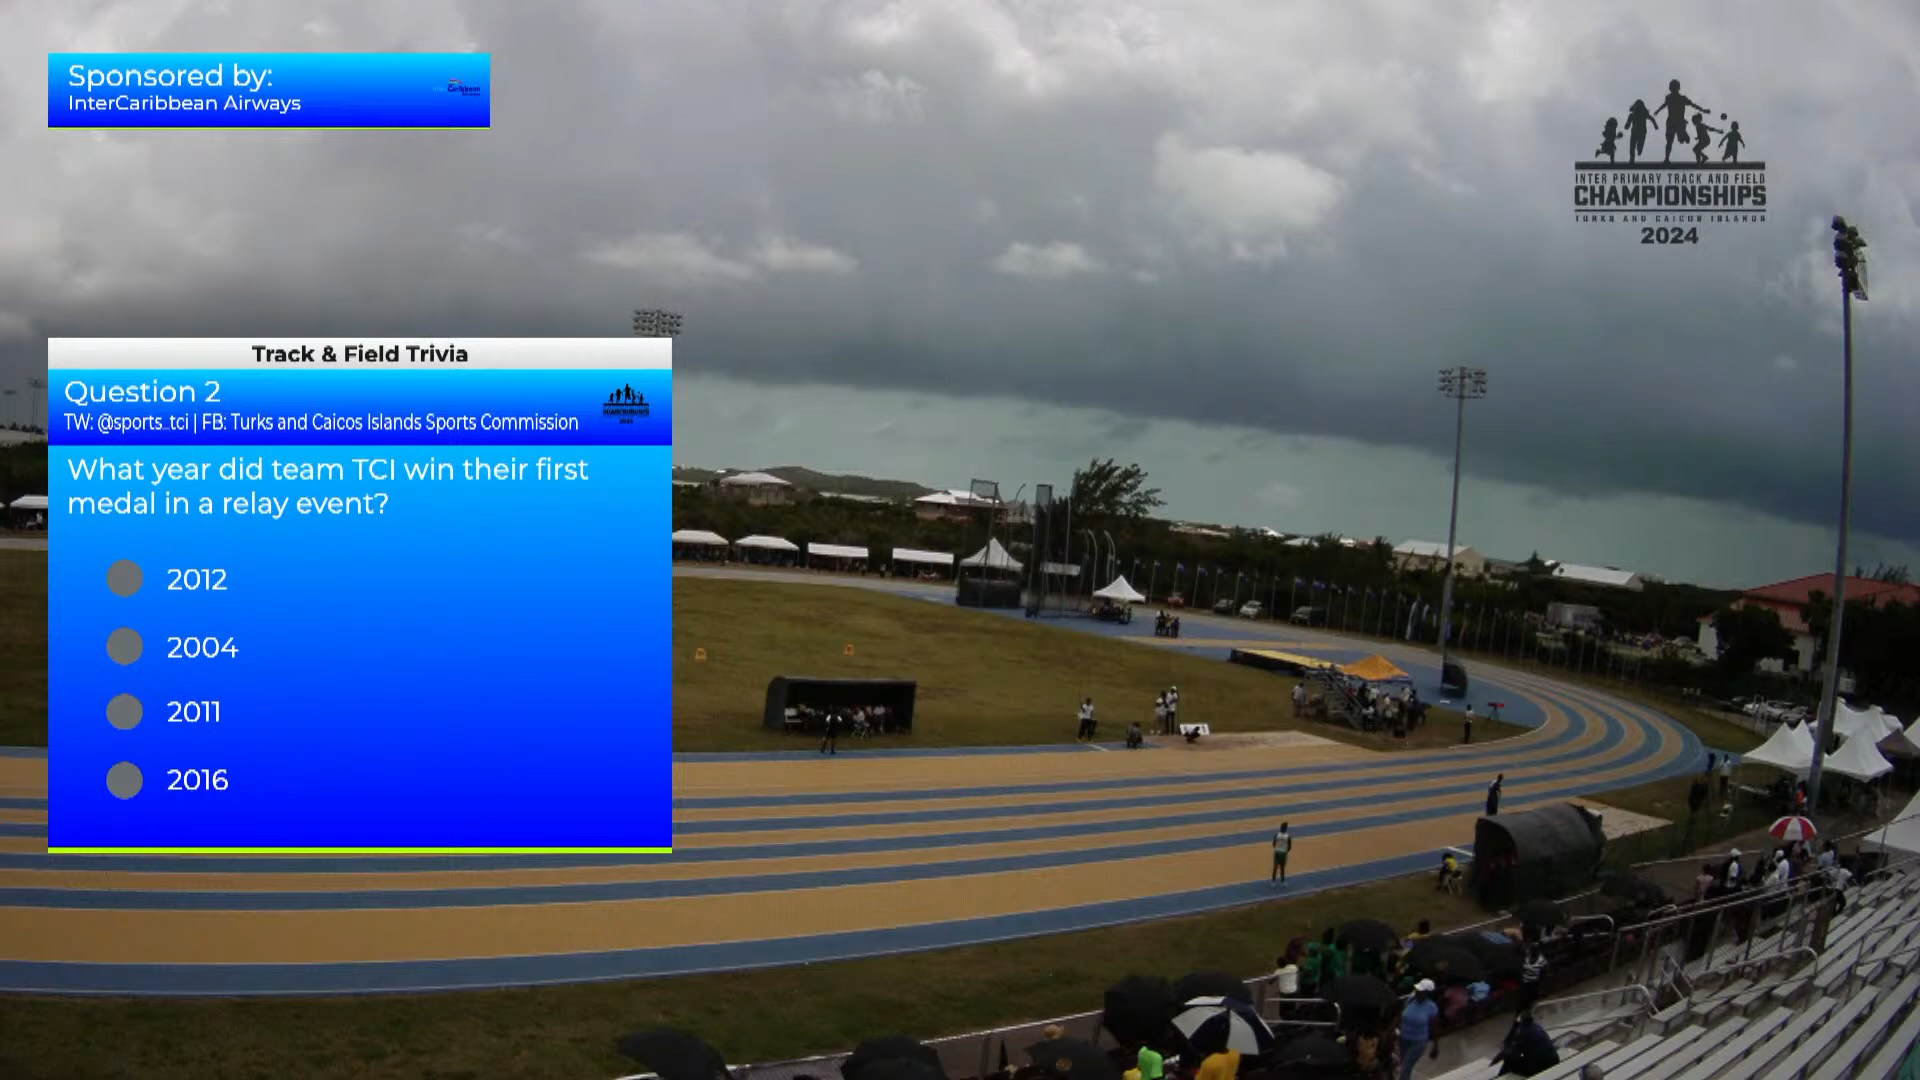 Sponsored by:
InterCaribbean Airways
INTER PRIMARY TRACK AND FIELD
CHAMPIONSHIPS
TURKS AND CAICOS ISLANDS
2024
Track & Field Trivia
Question 2
TW: @sports_tci | FB: Turks and Caicos Islands Sports Commission
What year did team TCI win their first
medal in a relay event?
2012
2004
2011
2016